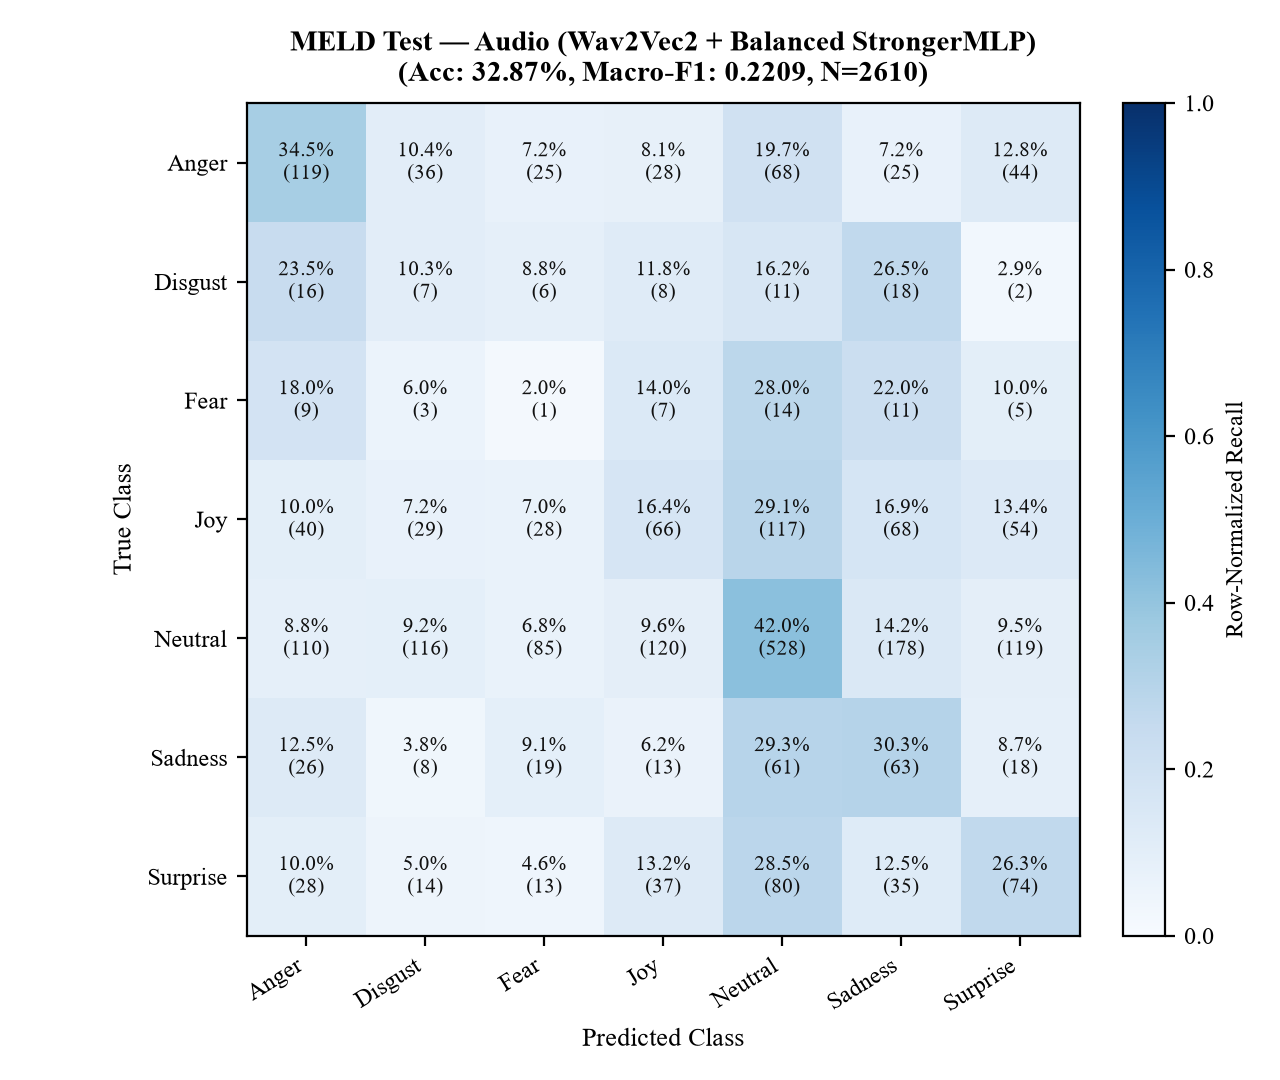 MELD Test — Audio (Wav2Vec2 + Balanced StrongerMLP)
(Acc: 32.87%, Macro-F1: 0.2209, N=2610)
True Class
Anger
34.5% 10.4% 7.2% 8.1% 19.7% 7.2% 12.8%
(119) (36) (25) (28) (68) (25) (44)
Disgust
23.5% 10.3% 8.8% 11.8% 16.2% 26.5% 2.9%
(16) (7) (6) (8) (11) (18) (2)
Fear
18.0% 6.0% 2.0% 14.0% 28.0% 22.0% 10.0%
(9) (3) (1) (7) (14) (11) (5)
Joy
10.0% 7.2% 7.0% 16.4% 29.1% 16.9% 13.4%
(40) (29) (28) (66) (117) (68) (54)
Neutral
8.8% 9.2% 6.8% 9.6% 42.0% 14.2% 9.5%
(110) (116) (85) (120) (528) (178) (119)
Sadness
12.5% 3.8% 9.1% 6.2% 29.3% 30.3% 8.7%
(26) (8) (19) (13) (61) (63) (18)
Surprise
10.0% 5.0% 4.6% 13.2% 28.5% 12.5% 26.3%
(28) (14) (13) (37) (80) (35) (74)
Anger Disgust Fear Joy Neutral Sadness Surprise
Predicted Class
1.0
0.8
0.6
0.4
0.2
0.0
Row-Normalized Recall